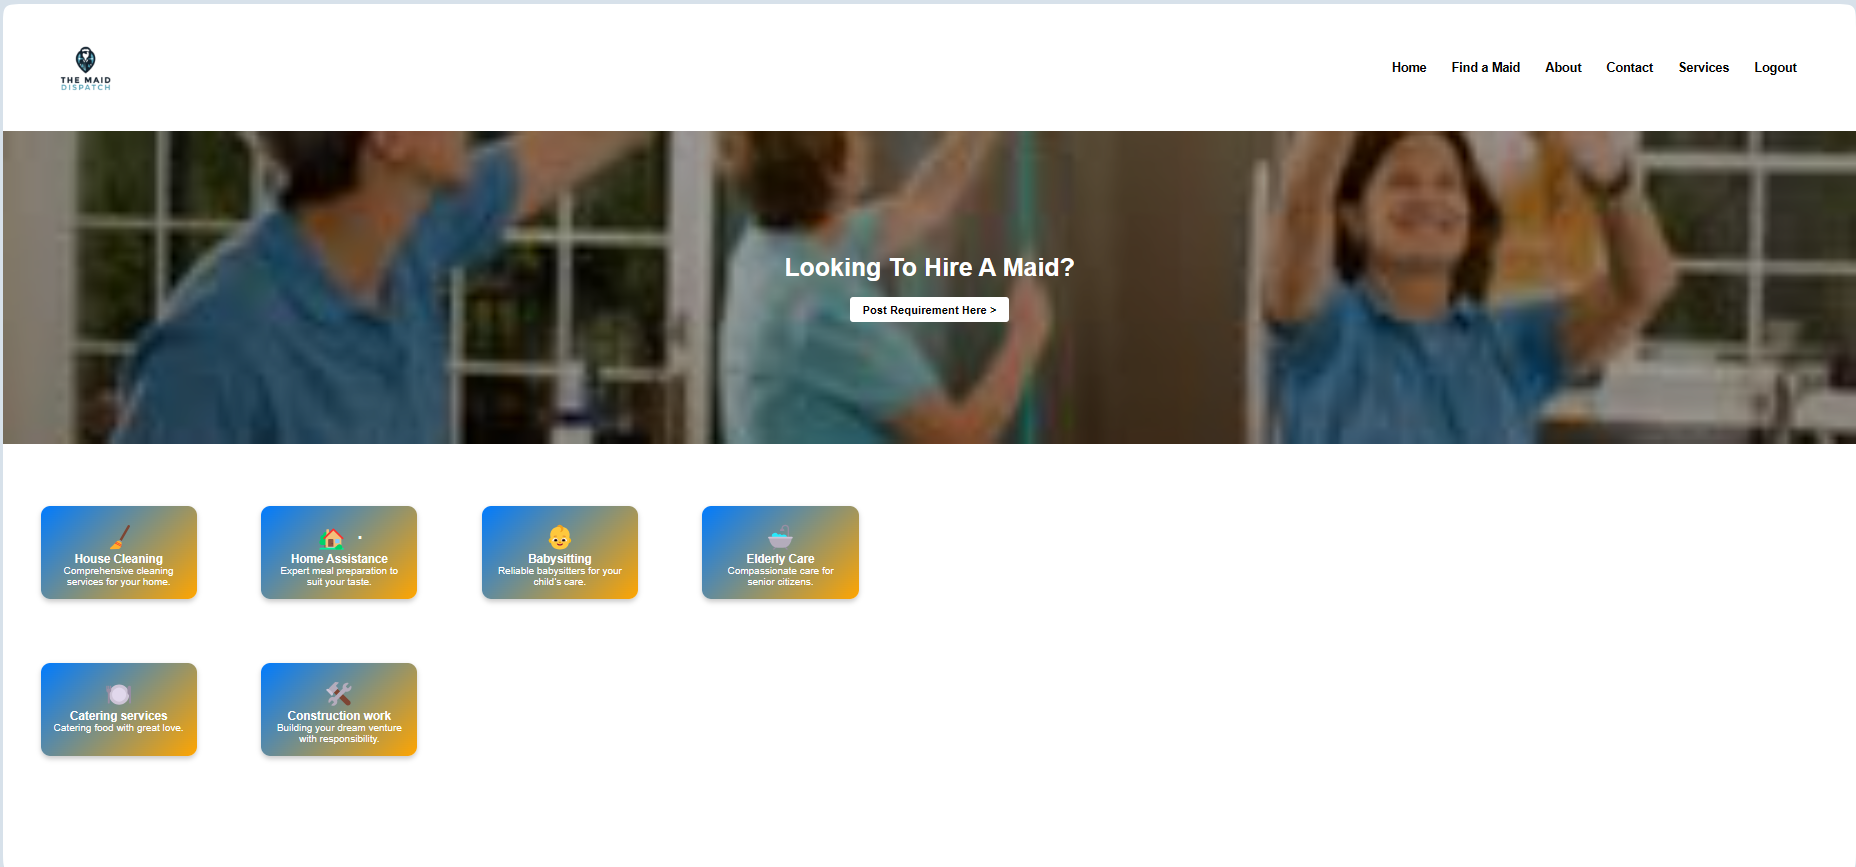 THE MAID
DISPATCH
Home Find a Maid About Contact Services Logout
Looking To Hire A Maid?
Post Requirement Here >
House Cleaning
Comprehensive cleaning
services for your home.
Home Assistance
Expert meal preparation to
suit your taste.
Babysitting
Reliable babysitters for your
child's care.
Elderly Care
Compassionate care for
senior citizens.
Catering services
Catering food with great love.
Construction work
Building your dream venture
with responsibility.